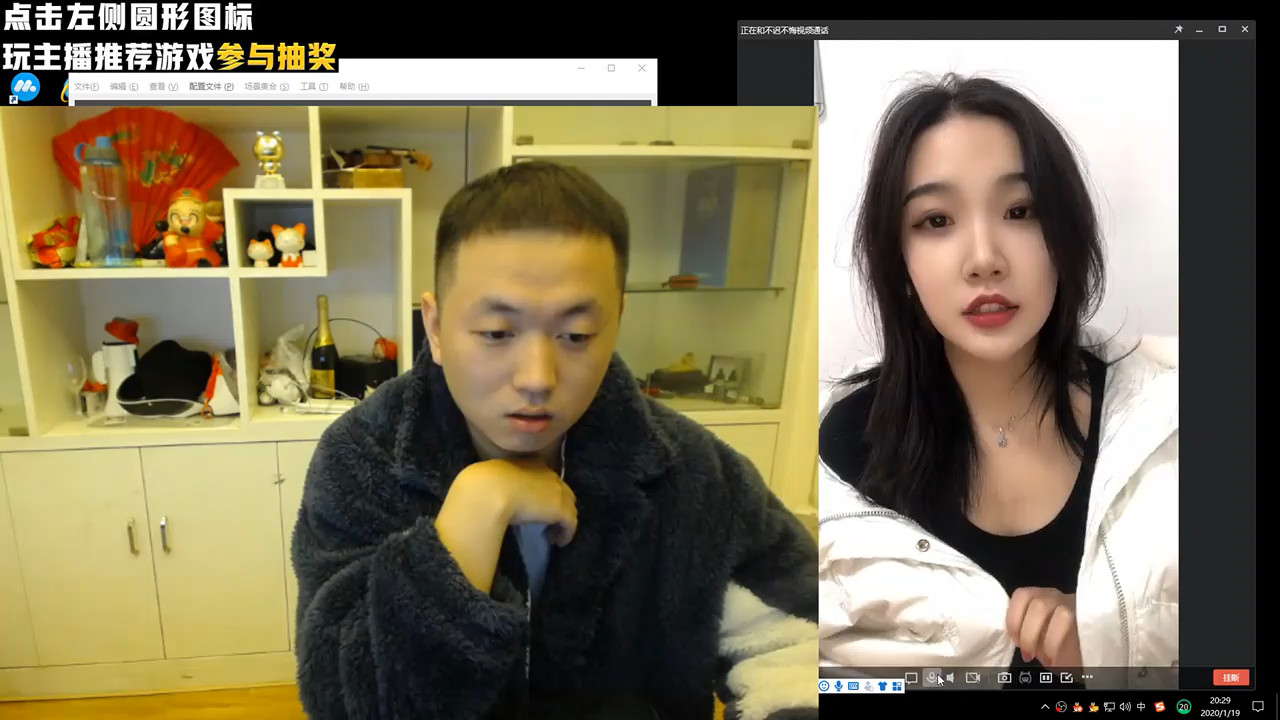 点击左侧圆形图标
玩主播推荐游戏参与抽奖
文件(F) 编辑(E) 查看(V) 配置文件(P) 场景集合(S) 工具(T) 帮助(H)
正在和不迟不悔视频通话
挂断
中
20
20:29
2020/1/19